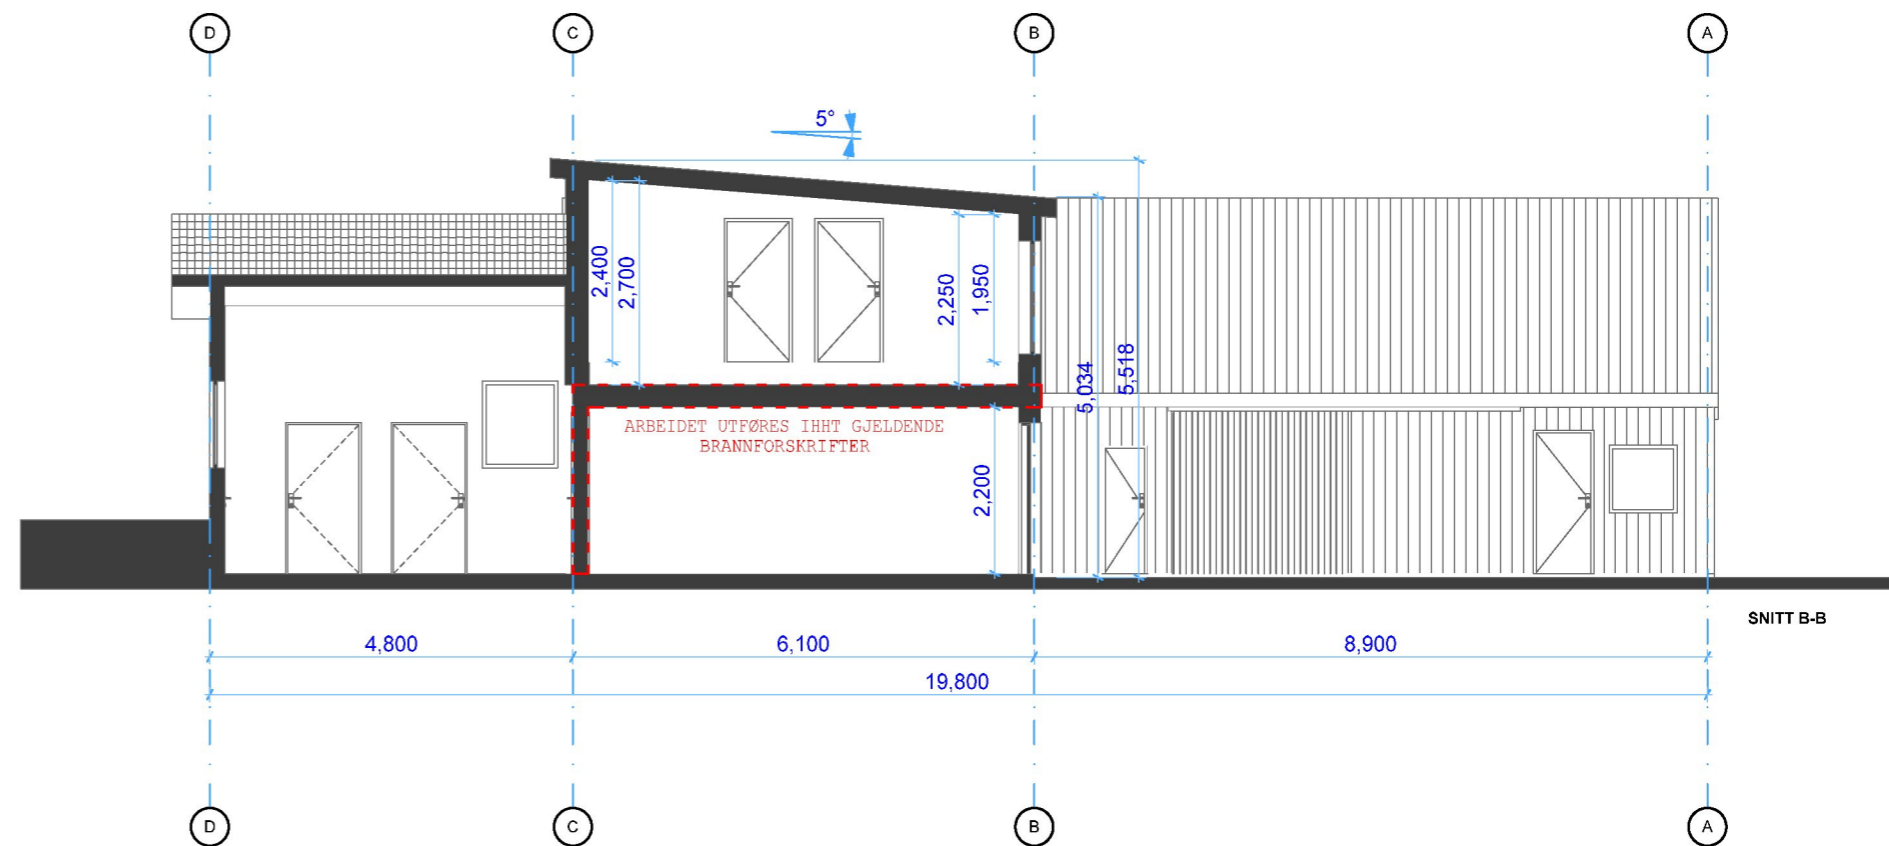 D
C
B
A
5°
2,400
2,700
2,250
1,950
5,034
5,518
ARBEIDET UTFØRES IHHT GJELDENDE
BRANNFORSKRIFTER
2,200
SNITT B-B
4,800
6,100
8,900
19,800
D
C
B
A